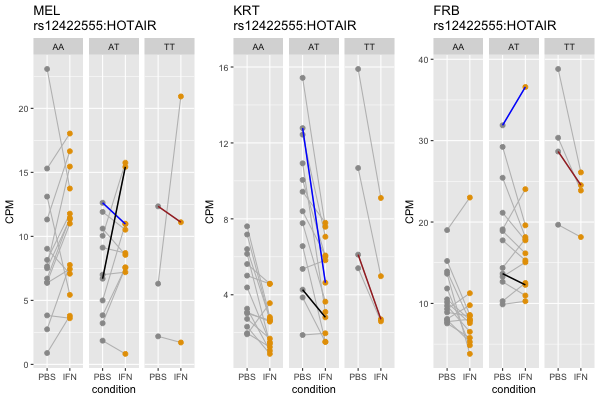 MEL
rs12422555:HOTAIR
AA AT TT
CPM
20
15
10
5
0
PBS IFN PBS IFN PBS IFN
condition
KRT
rs12422555:HOTAIR
AA AT TT
CPM
16
12
8
4
PBS IFN PBS IFN PBS IFN
condition
FRB
rs12422555:HOTAIR
AA AT TT
CPM
40
30
20
10
PBS IFN PBS IFN PBS IFN
condition